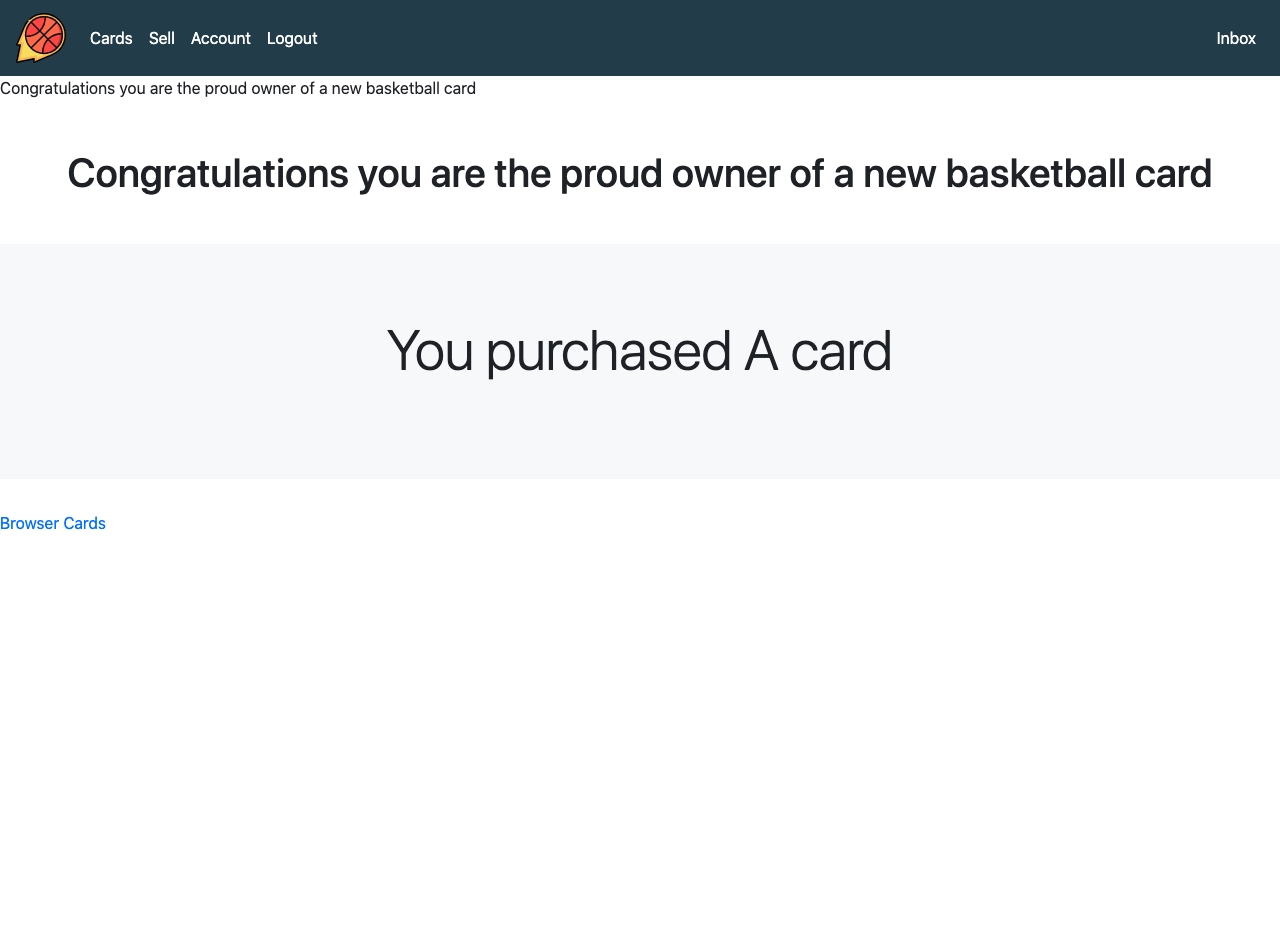 Cards Sell Account Logout Inbox
Congratulations you are the proud owner of a new basketball card
Congratulations you are the proud owner of a new basketball card
You purchased A card
Browser Cards